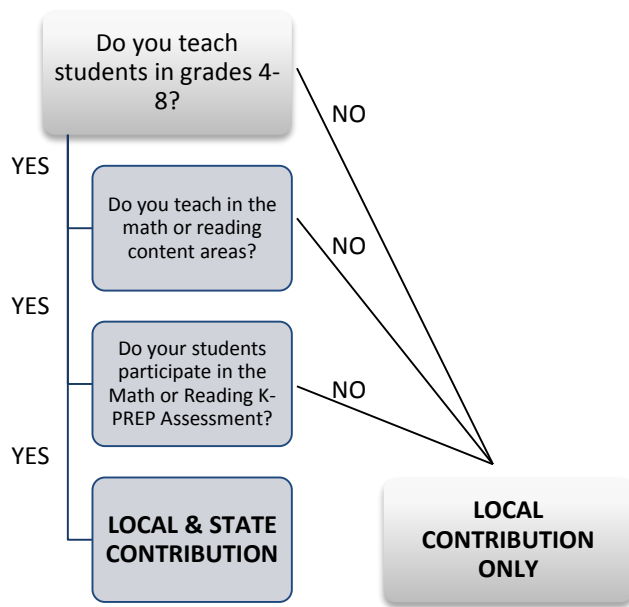 Do you teach
students in grades 4-
8?
NO
YES
Do you teach in the
math or reading
content areas?
NO
YES
Do your students
participate in the
Math or Reading K-
PREP Assessment?
NO
YES
LOCAL & STATE
CONTRIBUTION
LOCAL
CONTRIBUTION
ONLY